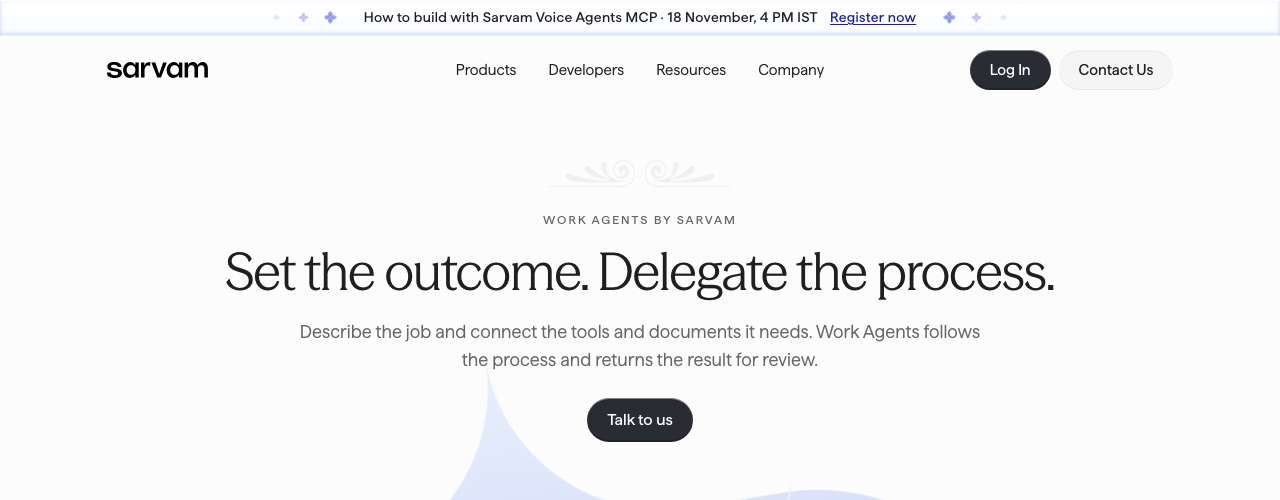 How to build with Sarvam Voice Agents MCP · 18 November, 4 PM IST Register now
sarvam
Products Developers Resources Company
Log In Contact Us
WORK AGENTS BY SARVAM
Set the outcome. Delegate the process.
Describe the job and connect the tools and documents it needs. Work Agents follows
the process and returns the result for review.
Talk to us